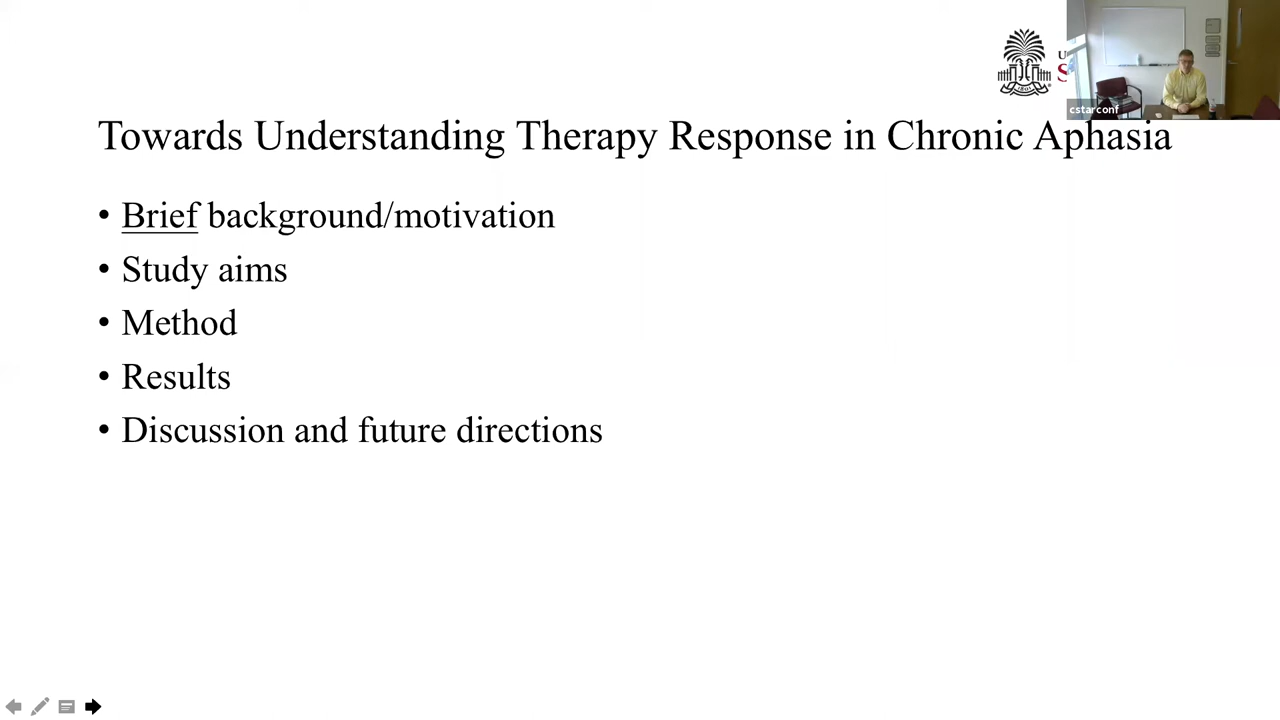 Towards Understanding Therapy Response in Chronic Aphasia
cstarconf
• Brief background/motivation
• Study aims
• Method
• Results
• Discussion and future directions